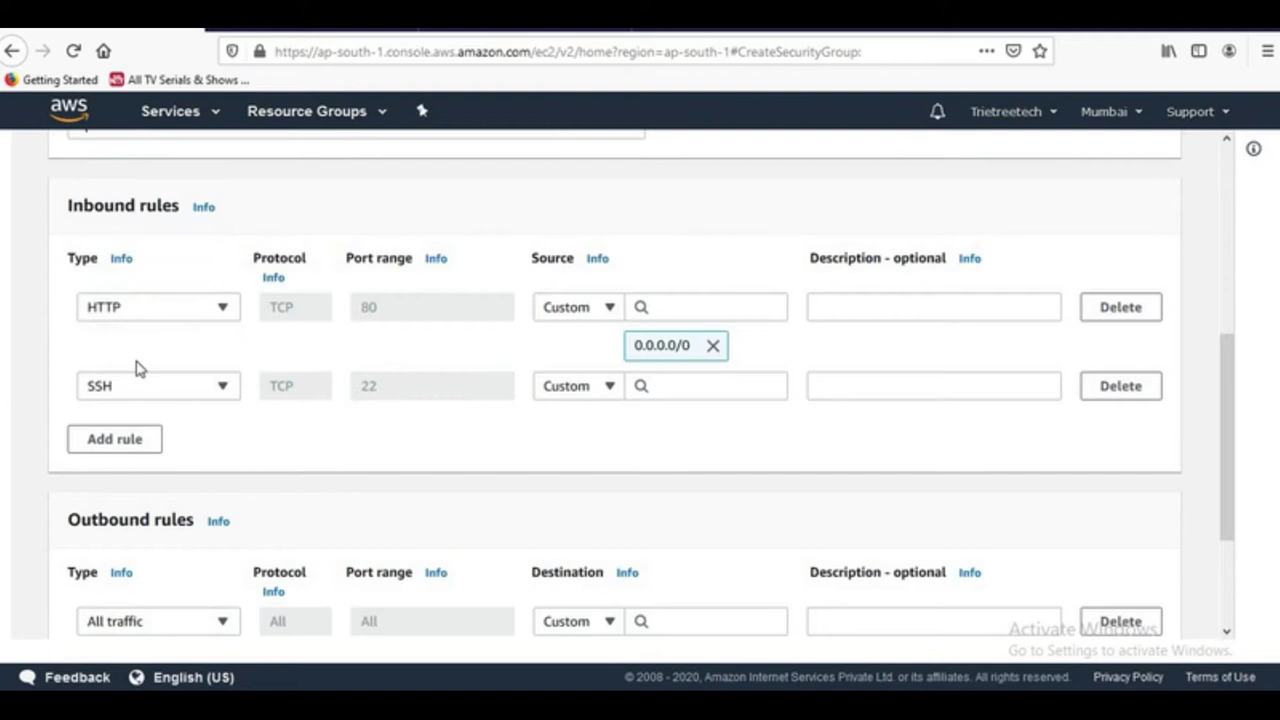 https://ap-south-1.console.aws.amazon.com/ec2/v2/home?region=ap-south-1#CreateSecurityGroup:
Getting Started All TV Serials & Shows ...
aws Services Resource Groups Trietreetech Mumbai Support
Inbound rules Info
Type Info Protocol Info Port range Info Source Info Description - optional Info
HTTP TCP 80 Custom Delete
0.0.0.0/0
SSH TCP 22 Custom Delete
Add rule
Outbound rules Info
Type Info Protocol Info Port range Info Destination Info Description - optional Info
All traffic All All Custom Delete
Activate Windows
Go to Settings to activate Windows.
Feedback English (US) © 2008 - 2020, Amazon Internet Services Private Ltd. or its affiliates. All rights reserved. Privacy Policy Terms of Use